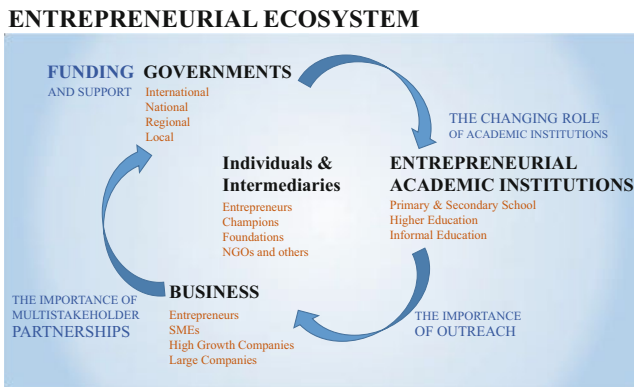 ENTREPRENEURIAL ECOSYSTEM
FUNDING
AND SUPPORT
GOVERNMENTS
International
National
Regional
Local
THE CHANGING ROLE
OF ACADEMIC INSTITUTIONS
Individuals &
Intermediaries
Entrepreneurs
Champions
Foundations
NGOs and others
ENTREPRENEURIAL
ACADEMIC INSTITUTIONS
Primary & Secondary School
Higher Education
Informal Education
THE IMPORTANCE OF
MULTISTAKEHOLDER
PARTNERSHIPS
BUSINESS
Entrepreneurs
SMEs
High Growth Companies
Large Companies
THE IMPORTANCE
OF OUTREACH